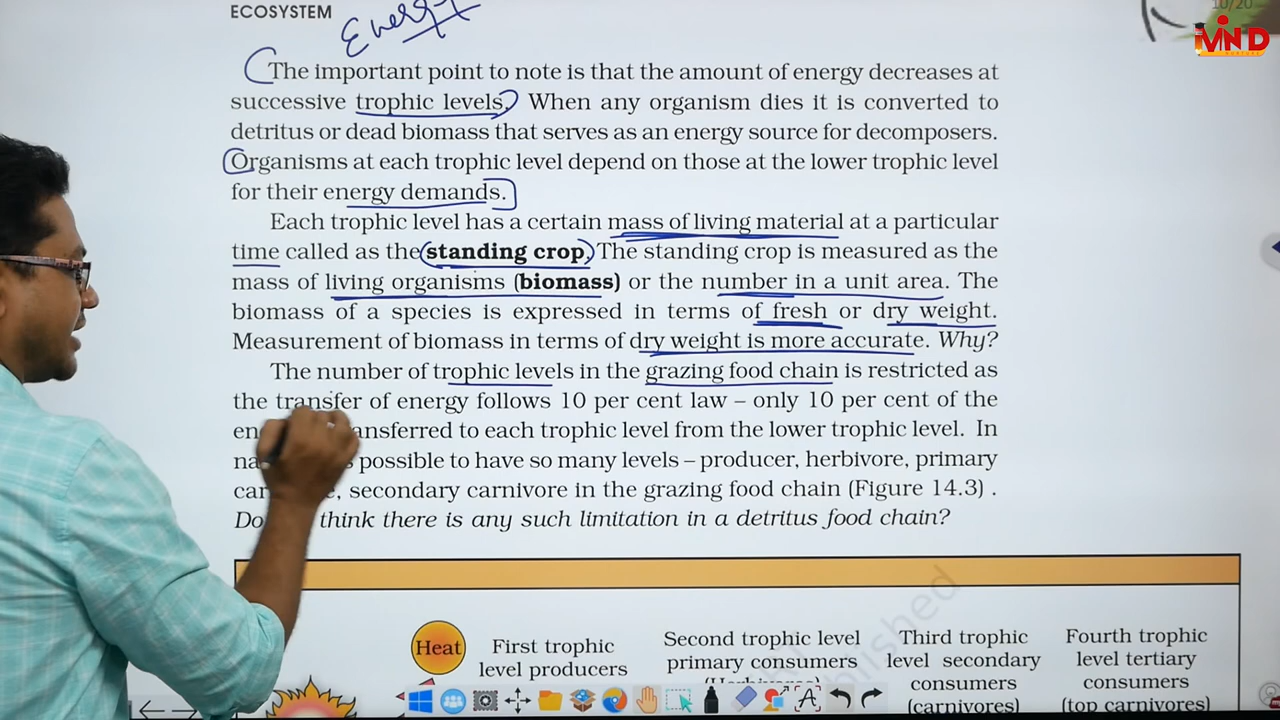 ECOSYSTEM
Energy
10/20
MIND
The important point to note is that the amount of energy decreases at
successive trophic levels. When any organism dies it is converted to
detritus or dead biomass that serves as an energy source for decomposers.
Organisms at each trophic level depend on those at the lower trophic level
for their energy demands.
Each trophic level has a certain mass of living material at a particular
time called as the standing crop. The standing crop is measured as the
mass of living organisms (biomass) or the number in a unit area. The
biomass of a species is expressed in terms of fresh or dry weight.
Measurement of biomass in terms of dry weight is more accurate. Why?
The number of trophic levels in the grazing food chain is restricted as
the transfer of energy follows 10 per cent law – only 10 per cent of the
to each trophic level from the lower trophic level. In
possible to have so many levels – producer, herbivore, primary
secondary carnivore in the grazing food chain (Figure 14.3) .
Do think there is any such limitation in a detritus food chain?
Heat
First trophic
level producers
Second trophic level
primary consumers
Third trophic
level secondary
consumers
(carnivores)
Fourth trophic
level tertiary
consumers
(top carnivores)